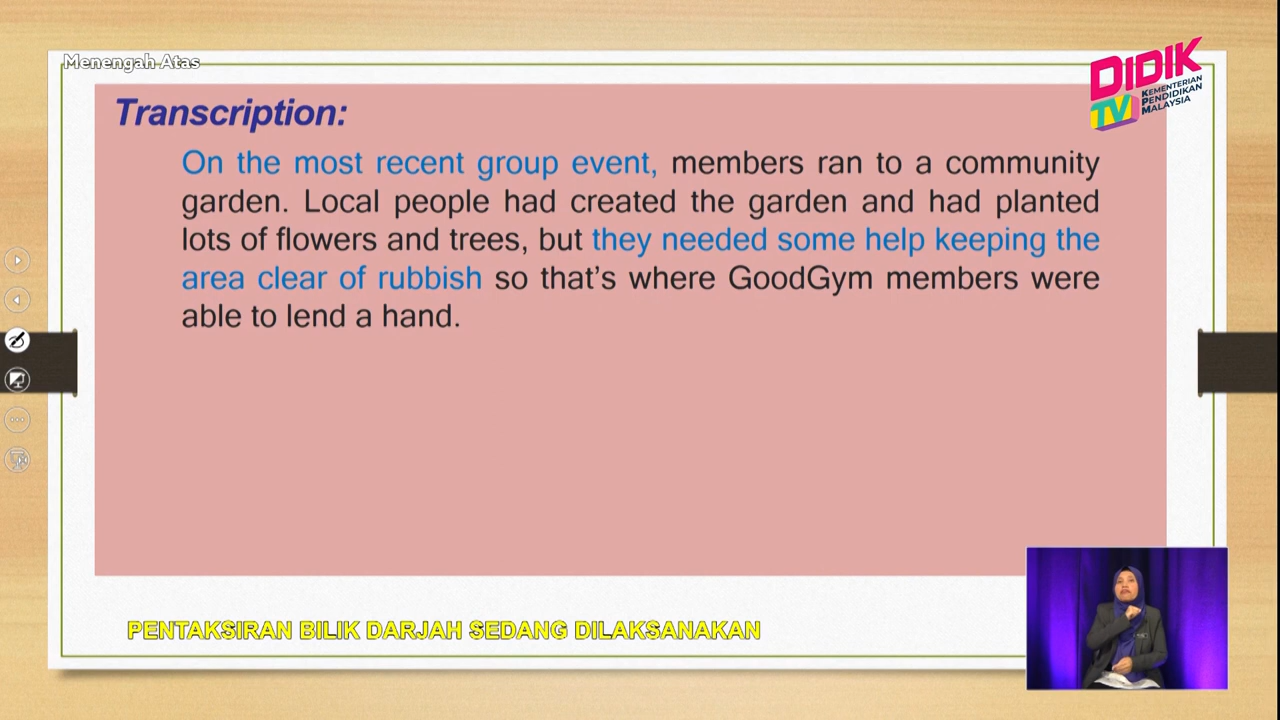 Menengah Atas
DIDIK
TV
KEMENTERIAN
PENDIDIKAN
MALAYSIA
Transcription:
On the most recent group event, members ran to a community
garden. Local people had created the garden and had planted
lots of flowers and trees, but they needed some help keeping the
area clear of rubbish so that’s where GoodGym members were
able to lend a hand.
PENTAKSIRAN BILIK DARJAH SEDANG DILAKSANAKAN